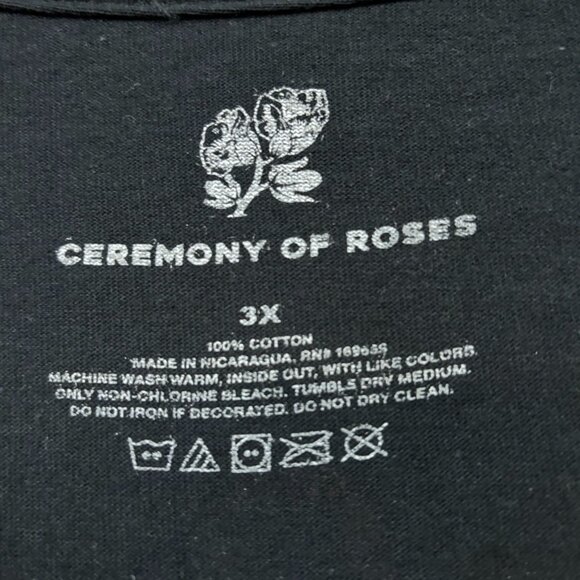 CEREMONY OF ROSES
3X
100% COTTON
MADE IN NICARAGUA, RN#
MACHINE WASH WARM, INSIDE OUT, WITH LIKE COLORS.
ONLY NON-CHLORINE BLEACH. TUMBLE DRY MEDIUM.
DO NOT IRON IF DECORATED. DO NOT DRY CLEAN.